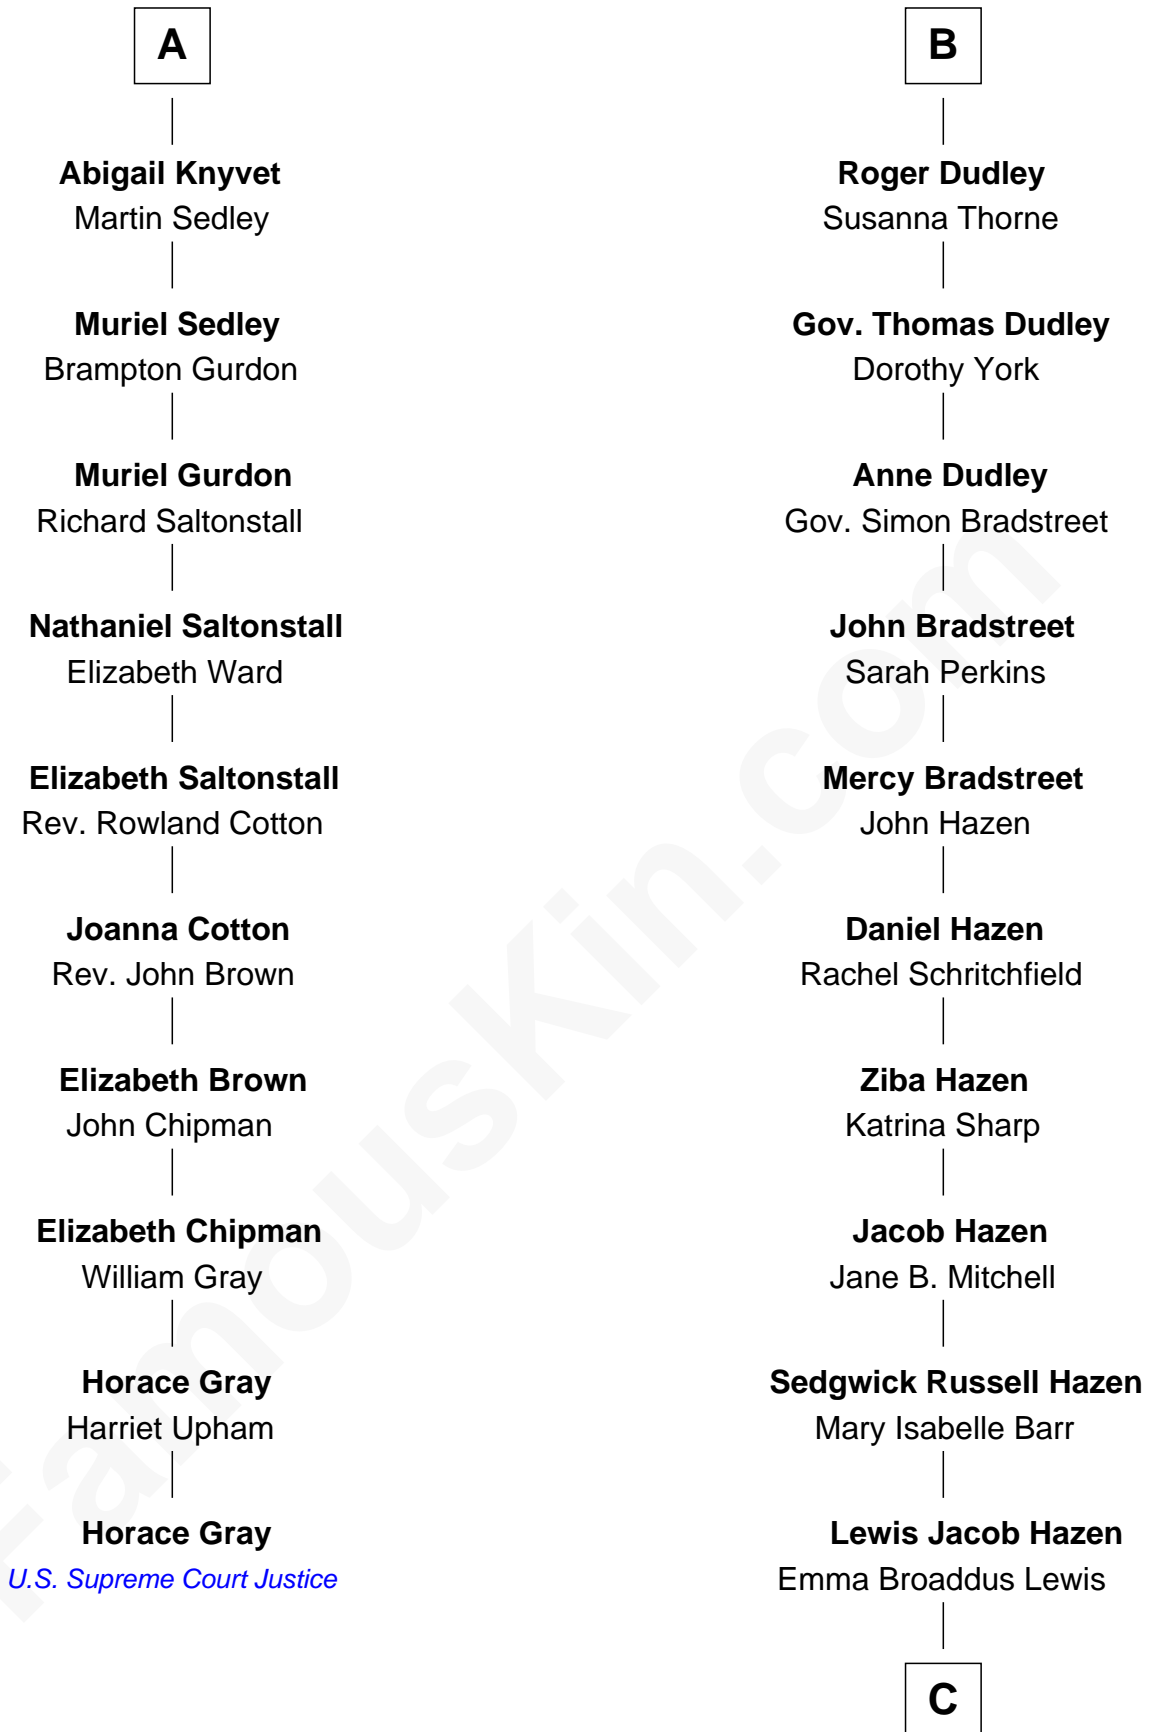 A
Abigail Knyvet
Martin Sedley
Muriel Sedley
Brampton Gurdon
Muriel Gurdon
Richard Saltonstall
Nathaniel Saltonstall
Elizabeth Ward
Elizabeth Saltonstall
Rev. Rowland Cotton
Joanna Cotton
Rev. John Brown
Elizabeth Brown
John Chipman
Elizabeth Chipman
William Gray
Horace Gray
Harriet Upham
Horace Gray
U.S. Supreme Court Justice
B
Roger Dudley
Susanna Thorne
Gov. Thomas Dudley
Dorothy York
Anne Dudley
Gov. Simon Bradstreet
John Bradstreet
Sarah Perkins
Mercy Bradstreet
John Hazen
Daniel Hazen
Rachel Schritchfield
Ziba Hazen
Katrina Sharp
Jacob Hazen
Jane B. Mitchell
Sedgwick Russell Hazen
Mary Isabelle Barr
Lewis Jacob Hazen
Emma Broaddus Lewis
C
FamousKin.com